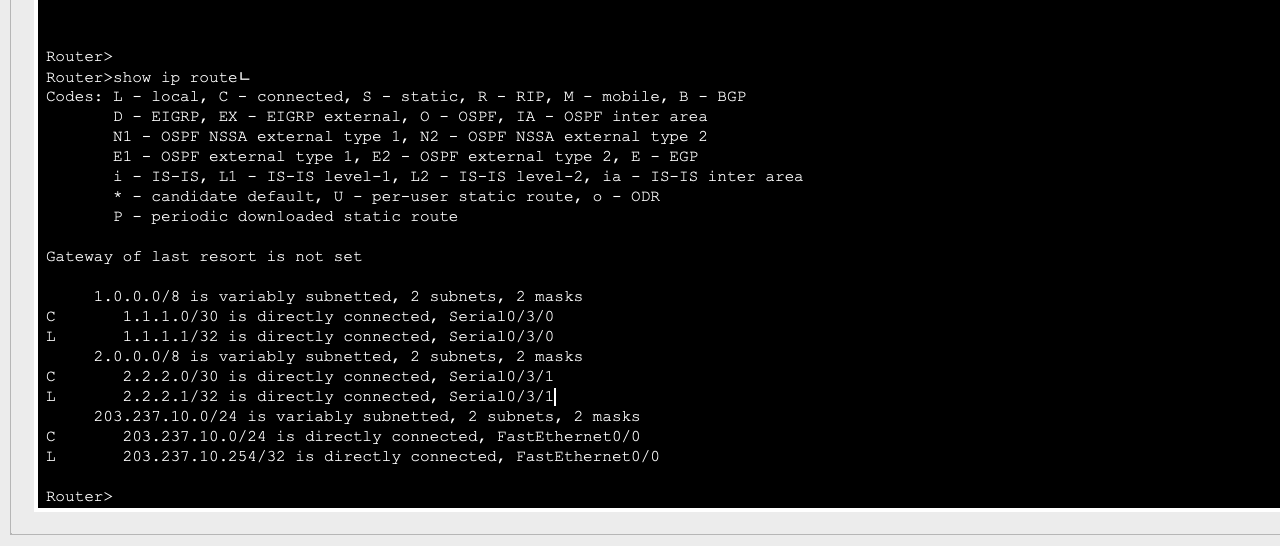 Router>
Router>show ip route
Codes: L - local, C - connected, S - static, R - RIP, M - mobile, B - BGP
       D - EIGRP, EX - EIGRP external, O - OSPF, IA - OSPF inter area
       N1 - OSPF NSSA external type 1, N2 - OSPF NSSA external type 2
       E1 - OSPF external type 1, E2 - OSPF external type 2, E - EGP
       i - IS-IS, L1 - IS-IS level-1, L2 - IS-IS level-2, ia - IS-IS inter area
       * - candidate default, U - per-user static route, o - ODR
       P - periodic downloaded static route
Gateway of last resort is not set
     1.0.0.0/8 is variably subnetted, 2 subnets, 2 masks
C       1.1.1.0/30 is directly connected, Serial0/3/0
L       1.1.1.1/32 is directly connected, Serial0/3/0
     2.0.0.0/8 is variably subnetted, 2 subnets, 2 masks
C       2.2.2.0/30 is directly connected, Serial0/3/1
L       2.2.2.1/32 is directly connected, Serial0/3/1
     203.237.10.0/24 is variably subnetted, 2 subnets, 2 masks
C       203.237.10.0/24 is directly connected, FastEthernet0/0
L       203.237.10.254/32 is directly connected, FastEthernet0/0
Router>